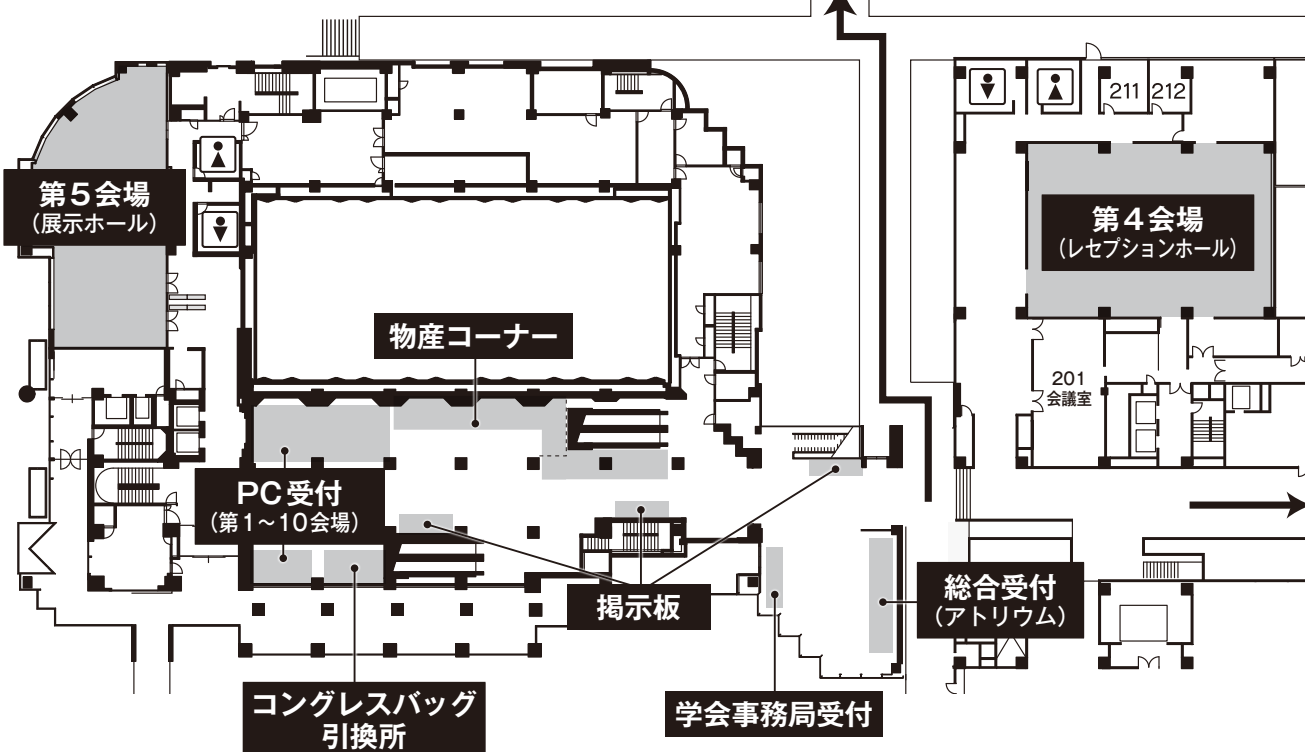 211
212
第5会場
(展示ホール)
第4会場
(レセプションホール)
物産コーナー
201
会議室
PC受付
(第1～10会場)
掲示板
総合受付
(アトリウム)
コングレスバッグ
引換所
学会事務局受付